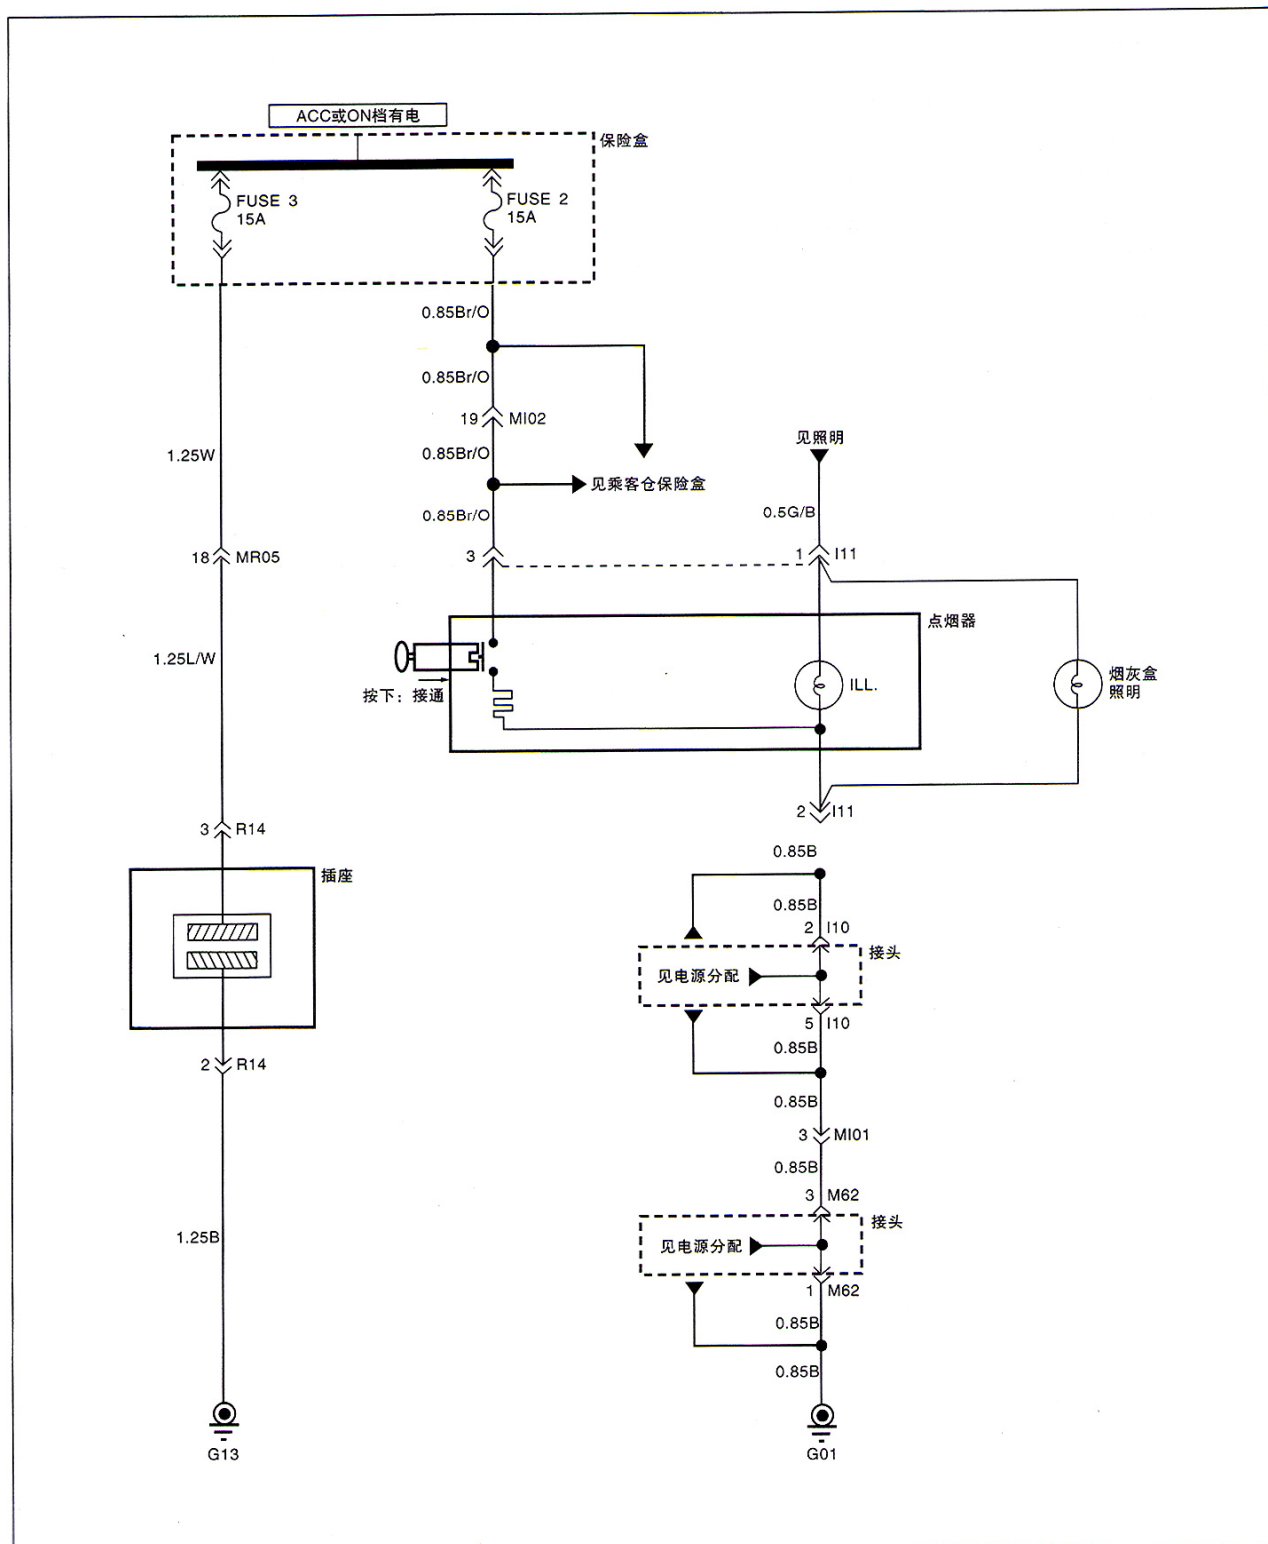 ACC或ON档有电
保险盒
FUSE 3
15A
FUSE 2
15A
0.85Br/O
0.85Br/O
19 MI02
0.85Br/O
见乘客仓保险盒
0.85Br/O
3
1.25W
18 MR05
1.25L/W
见照明
0.5G/B
1 I11
点烟器
按下：接通
ILL.
烟灰盒
照明
2 I11
3 R14
插座
2 R14
1.25B
G13
0.85B
0.85B
2 I10
接头
见电源分配
5 I10
0.85B
0.85B
3 MI01
0.85B
3 M62
接头
见电源分配
1 M62
0.85B
0.85B
G01